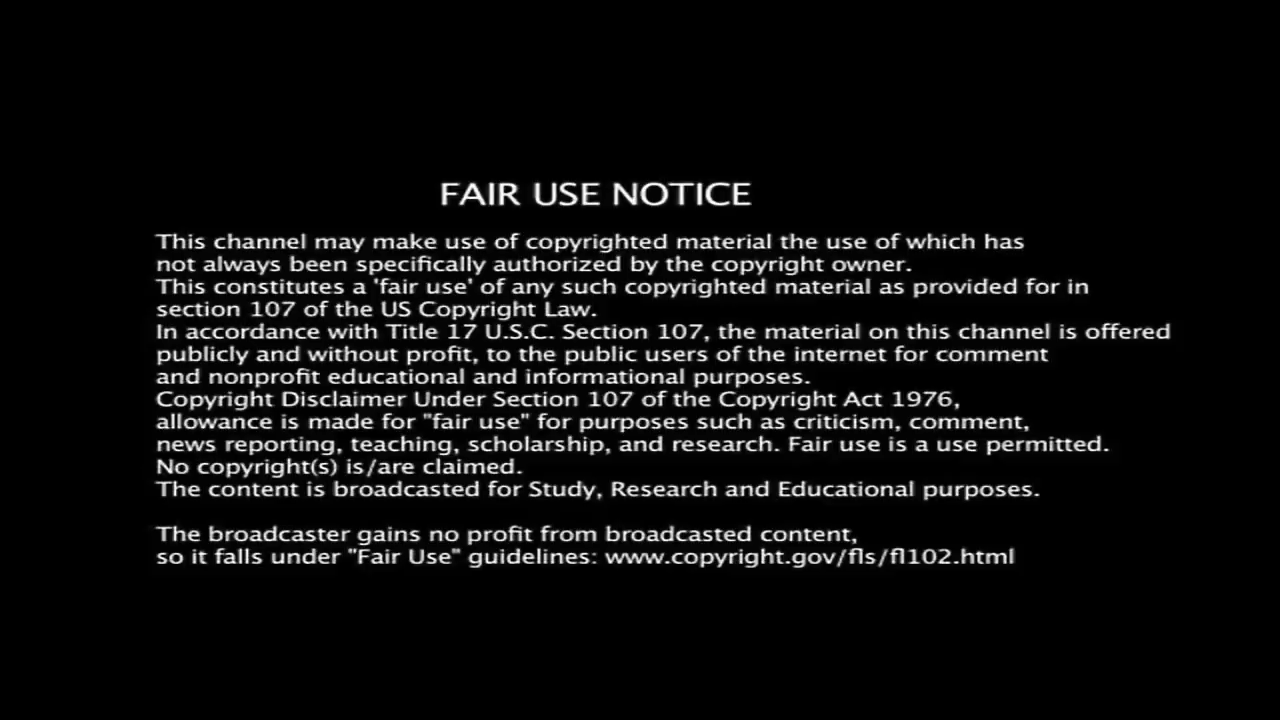 FAIR USE NOTICE
This channel may make use of copyrighted material the use of which has
not always been specifically authorized by the copyright owner.
This constitutes a 'fair use' of any such copyrighted material as provided for in
section 107 of the US Copyright Law.
In accordance with Title 17 U.S.C. Section 107, the material on this channel is offered
publicly and without profit, to the public users of the internet for comment
and nonprofit educational and informational purposes.
Copyright Disclaimer Under Section 107 of the Copyright Act 1976,
allowance is made for "fair use" for purposes such as criticism, comment,
news reporting, teaching, scholarship, and research. Fair use is a use permitted.
No copyright(s) is/are claimed.
The content is broadcasted for Study, Research and Educational purposes.
The broadcaster gains no profit from broadcasted content,
so it falls under "Fair Use" guidelines: www.copyright.gov/fls/fl102.html